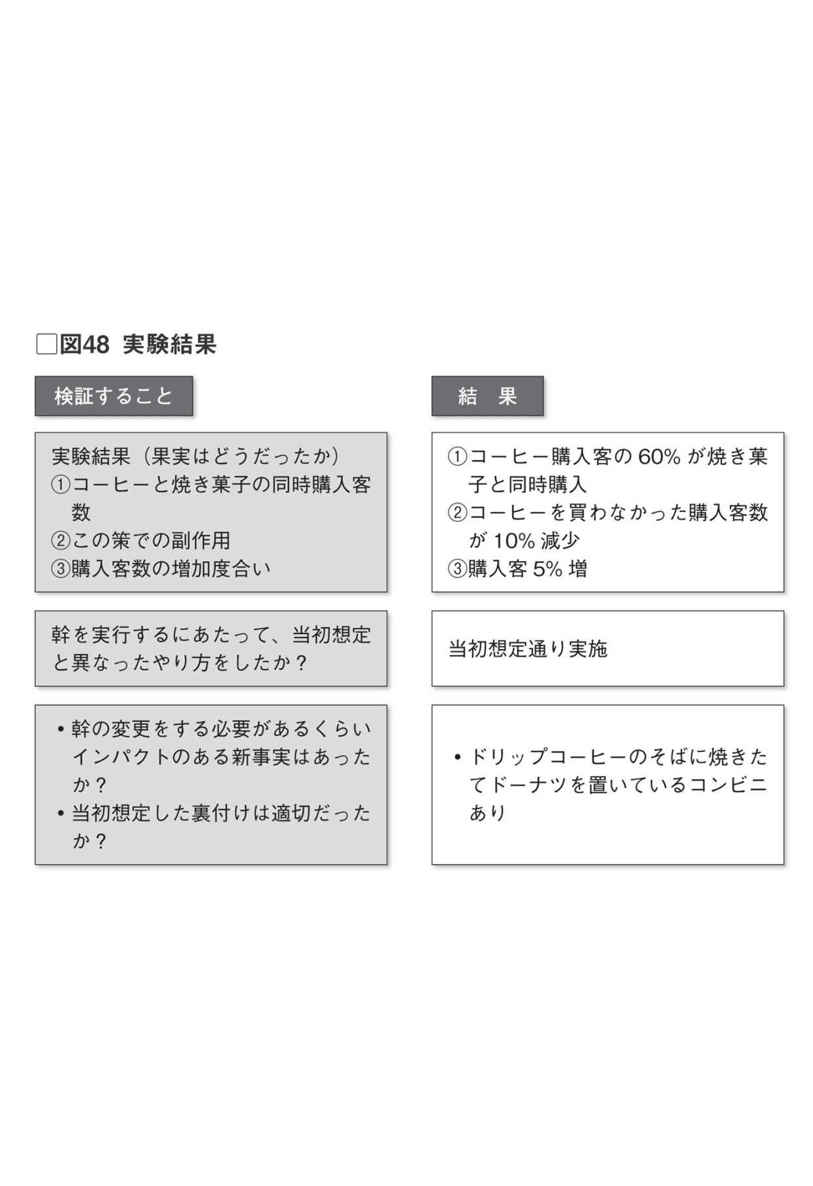 □図48 実験結果
検証すること
結　果
実験結果（果実はどうだったか）
①コーヒーと焼き菓子の同時購入客
数
②この策での副作用
③購入客数の増加度合い
①コーヒー購入客の60%が焼き菓
子と同時購入
②コーヒーを買わなかった購入客数
が10%減少
③購入客5%増
幹を実行するにあたって、当初想定
と異なったやり方をしたか？
当初想定通り実施
・幹の変更をする必要があるくらい
インパクトのある新事実はあった
か？
・当初想定した裏付けは適切だった
か？
・ドリップコーヒーのそばに焼きた
てドーナツを置いているコンビニ
あり